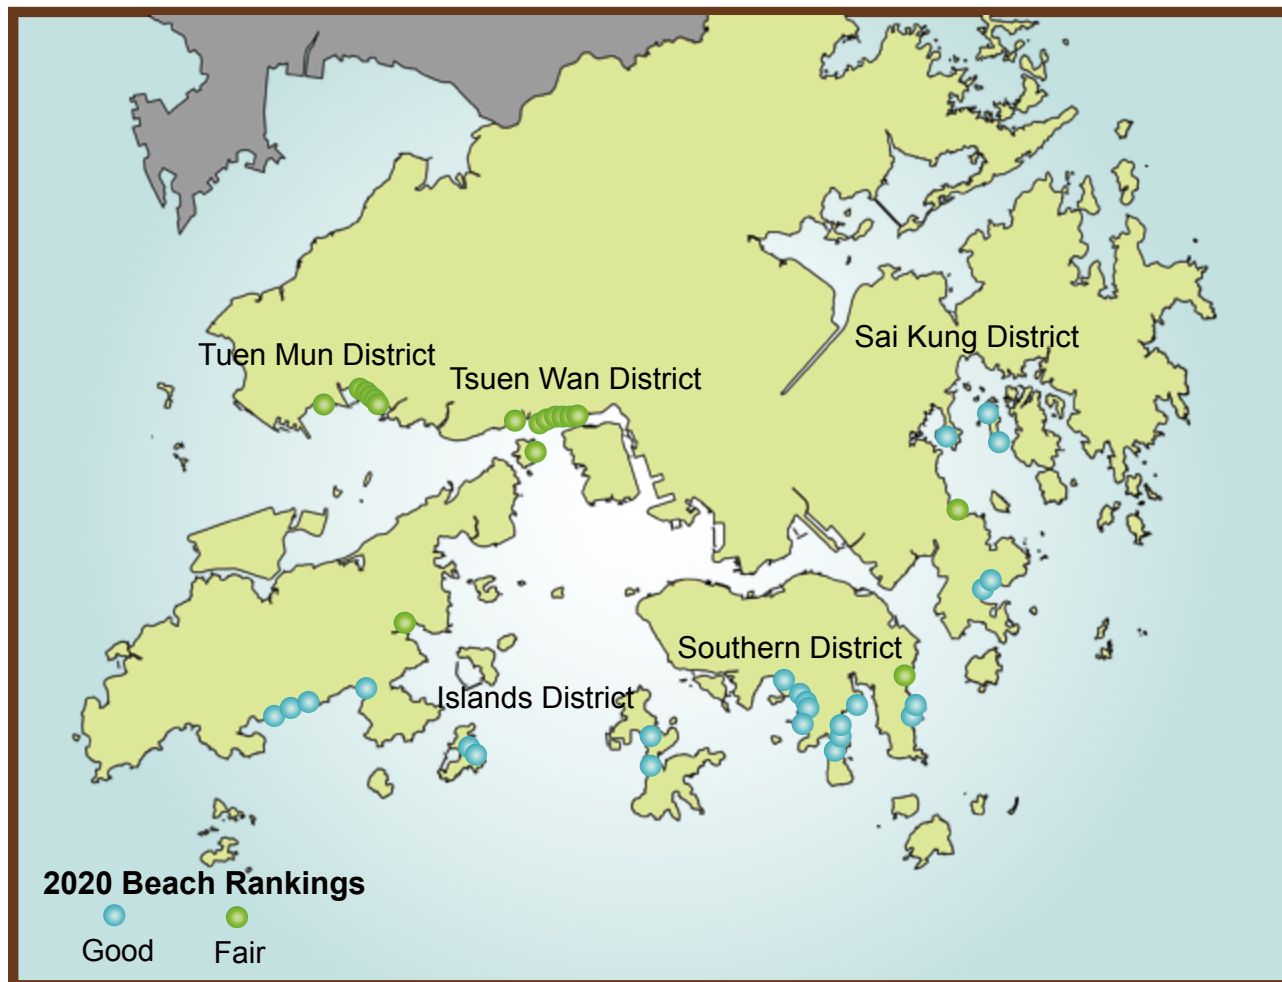 Sai Kung District
Tuen Mun District
Tsuen Wan District
Southern District
Islands District
2020 Beach Rankings
Good
Fair